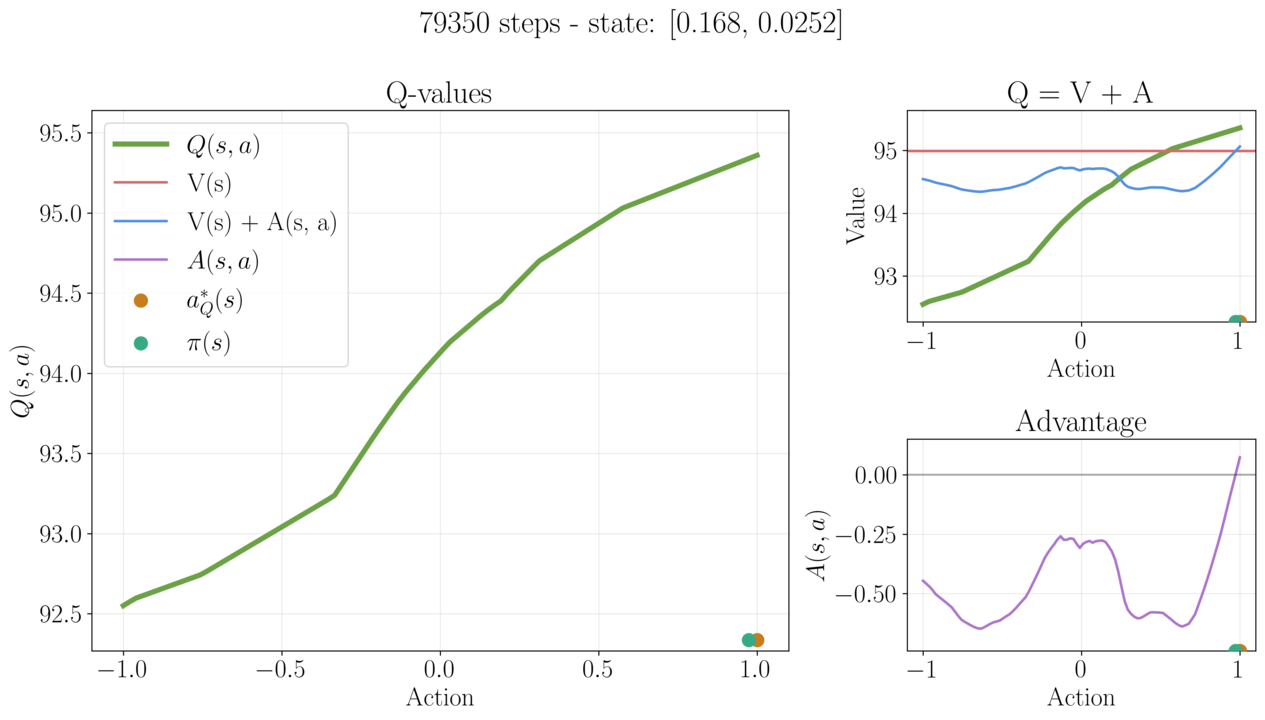 79350 steps - state: [0.168, 0.0252]
Q-values
Q(s, a)
V(s)
V(s) + A(s, a)
A(s, a)
a*Q(s)
π(s)
95.5
95.0
94.5
94.0
93.5
93.0
92.5
Q(s, a)
−1.0
−0.5
0.0
0.5
1.0
Action
Q = V + A
95
94
93
Value
−1
0
1
Action
Advantage
0.00
−0.25
−0.50
A(s, a)
−1
0
1
Action